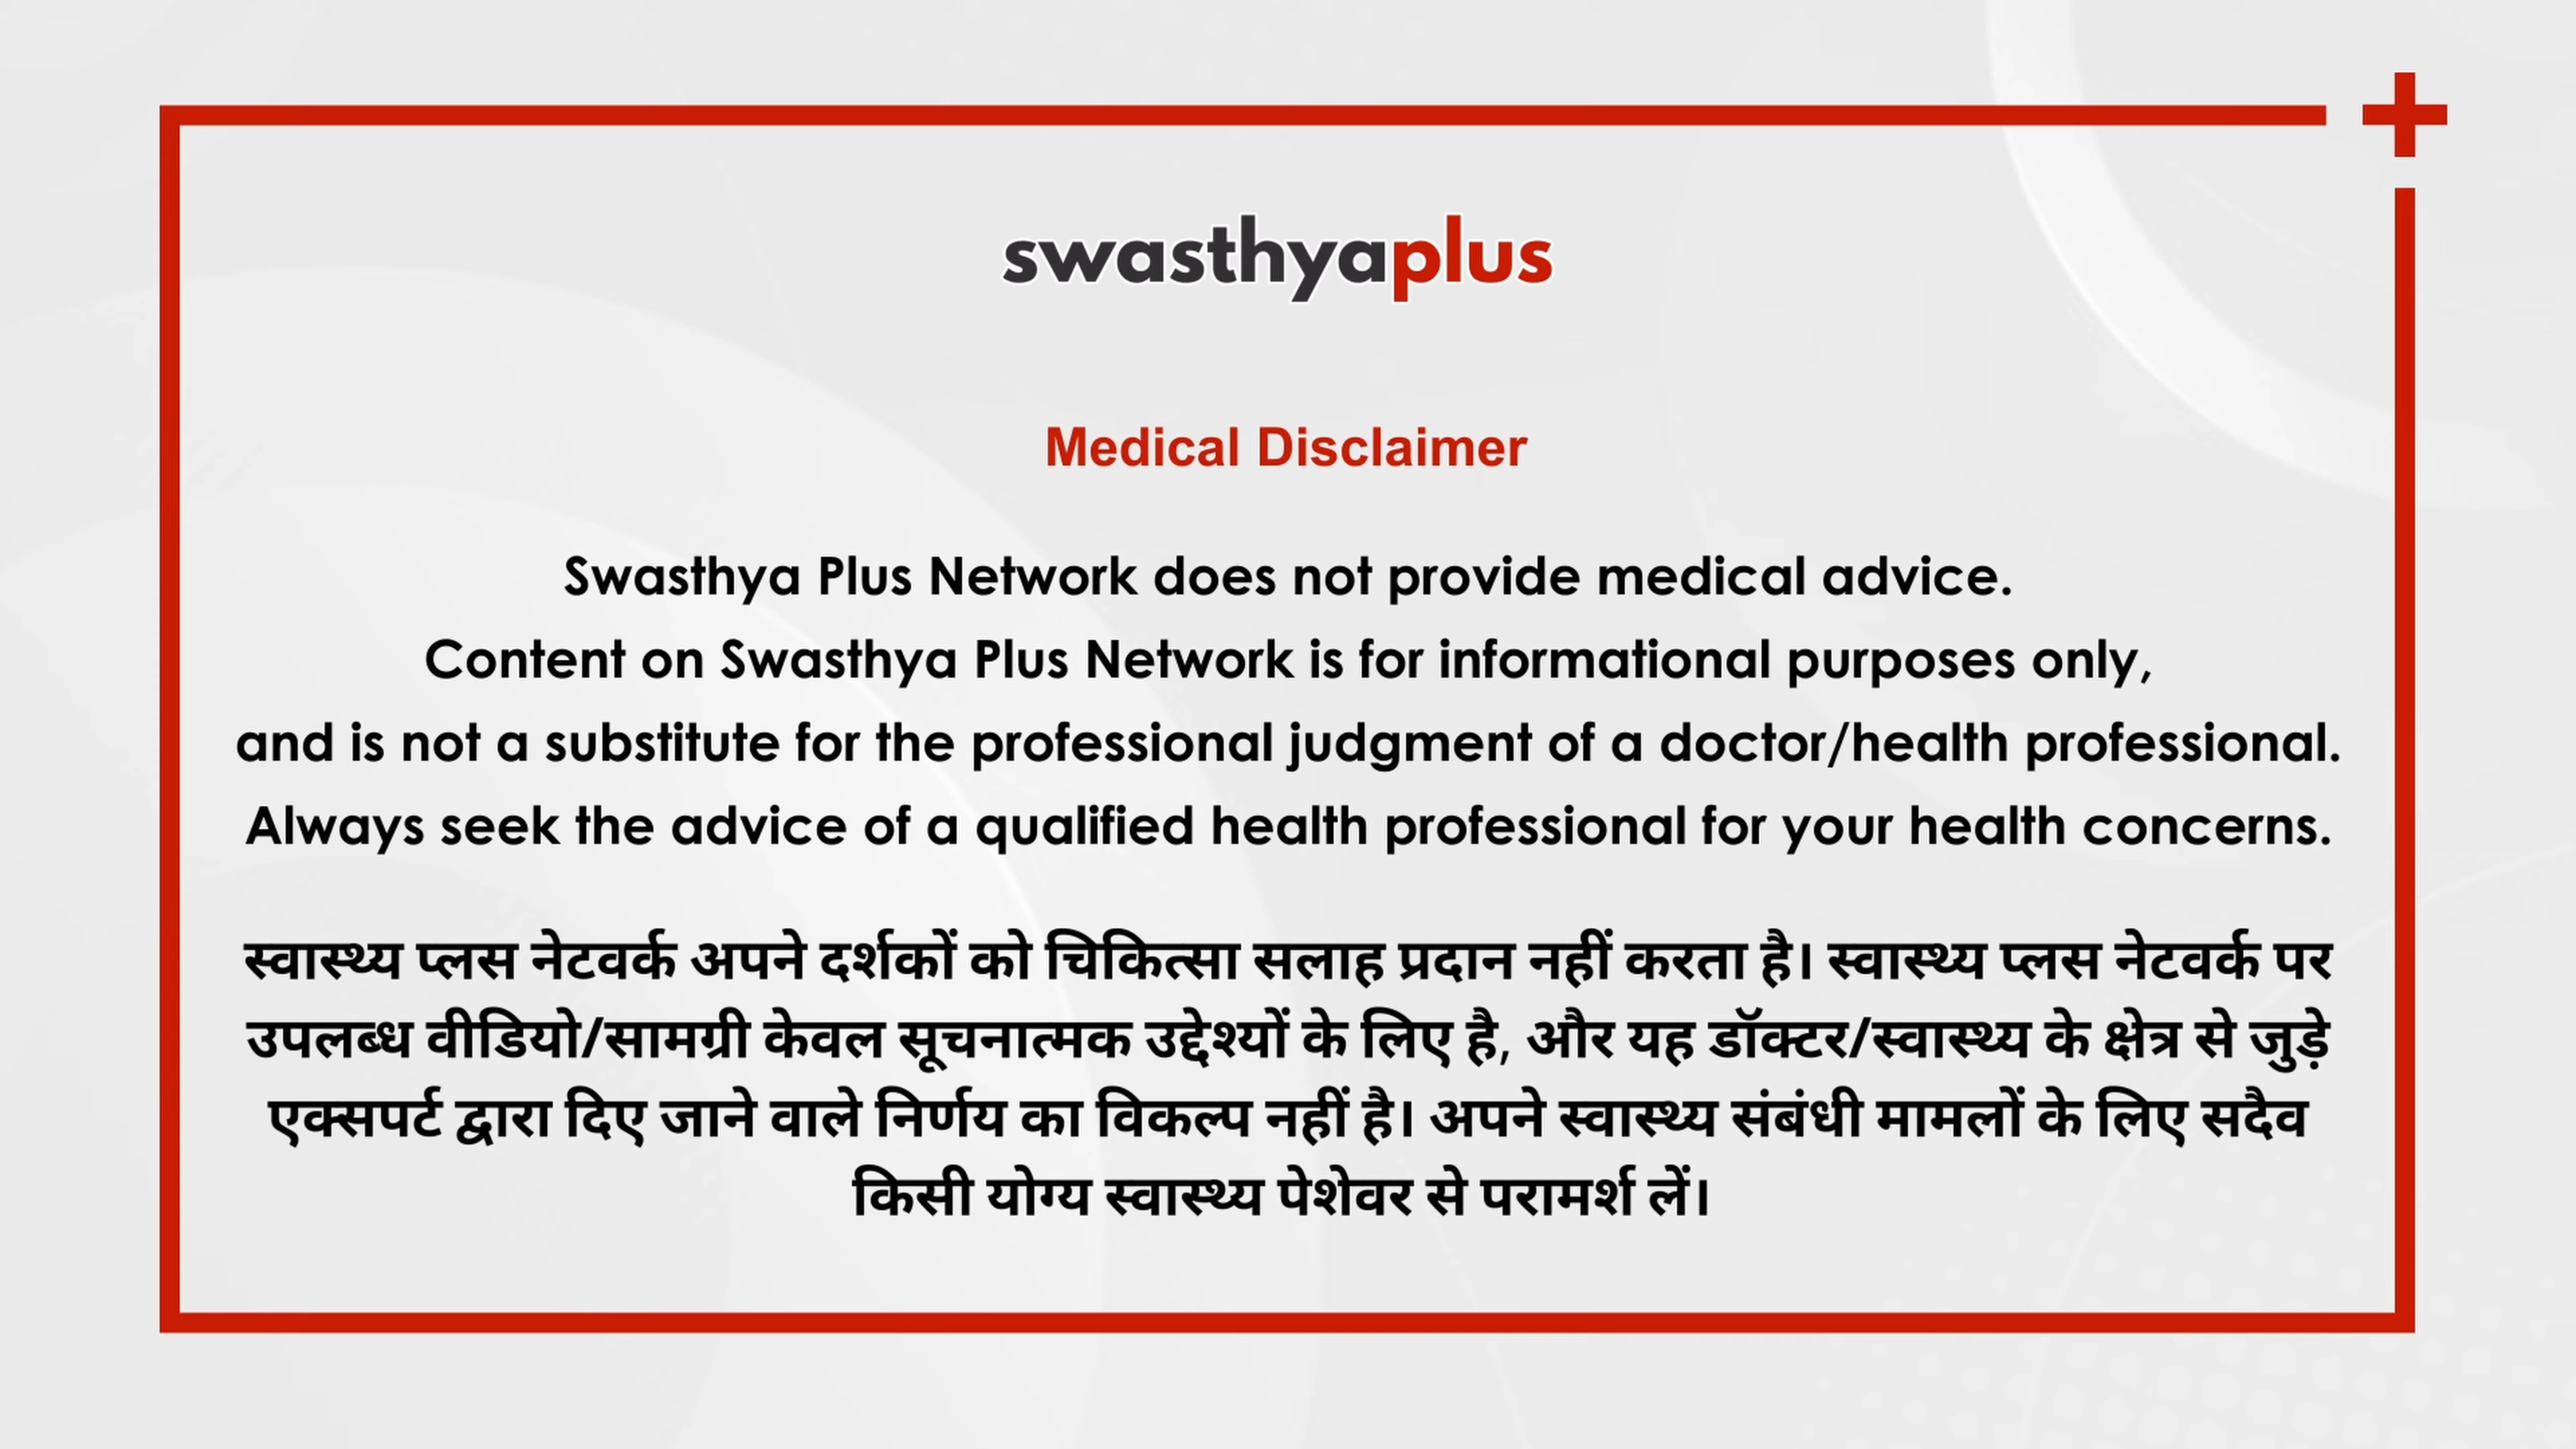 swasthyaplus
Medical Disclaimer
Swasthya Plus Network does not provide medical advice.
Content on Swasthya Plus Network is for informational purposes only,
and is not a substitute for the professional judgment of a doctor/health professional.
Always seek the advice of a qualified health professional for your health concerns.
स्वास्थ्य प्लस नेटवर्क अपने दर्शकों को चिकित्सा सलाह प्रदान नहीं करता है। स्वास्थ्य प्लस नेटवर्क पर
उपलब्ध वीडियो/सामग्री केवल सूचनात्मक उद्देश्यों के लिए है, और यह डॉक्टर/स्वास्थ्य के क्षेत्र से जुड़े
एक्सपर्ट द्वारा दिए जाने वाले निर्णय का विकल्प नहीं है। अपने स्वास्थ्य संबंधी मामलों के लिए सदैव
किसी योग्य स्वास्थ्य पेशेवर से परामर्श लें।